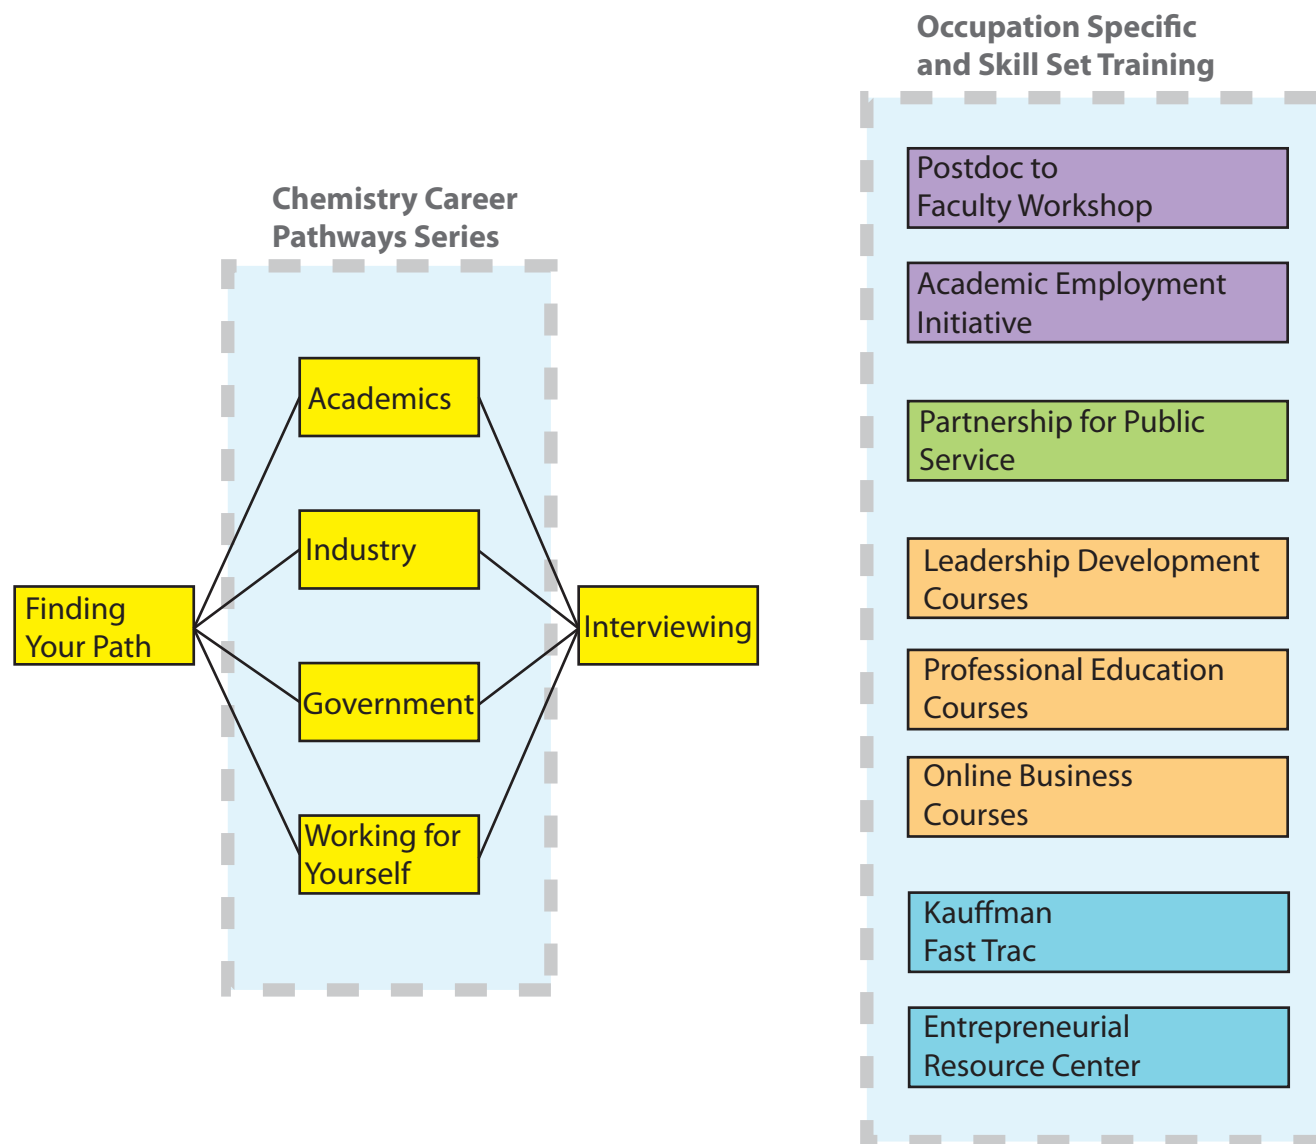 Chemistry Career
Pathways Series
Finding
Your Path
Academics
Industry
Government
Working for
Yourself
Interviewing
Occupation Specific
and Skill Set Training
Postdoc to
Faculty Workshop
Academic Employment
Initiative
Partnership for Public
Service
Leadership Development
Courses
Professional Education
Courses
Online Business
Courses
Kauffman
Fast Trac
Entrepreneurial
Resource Center